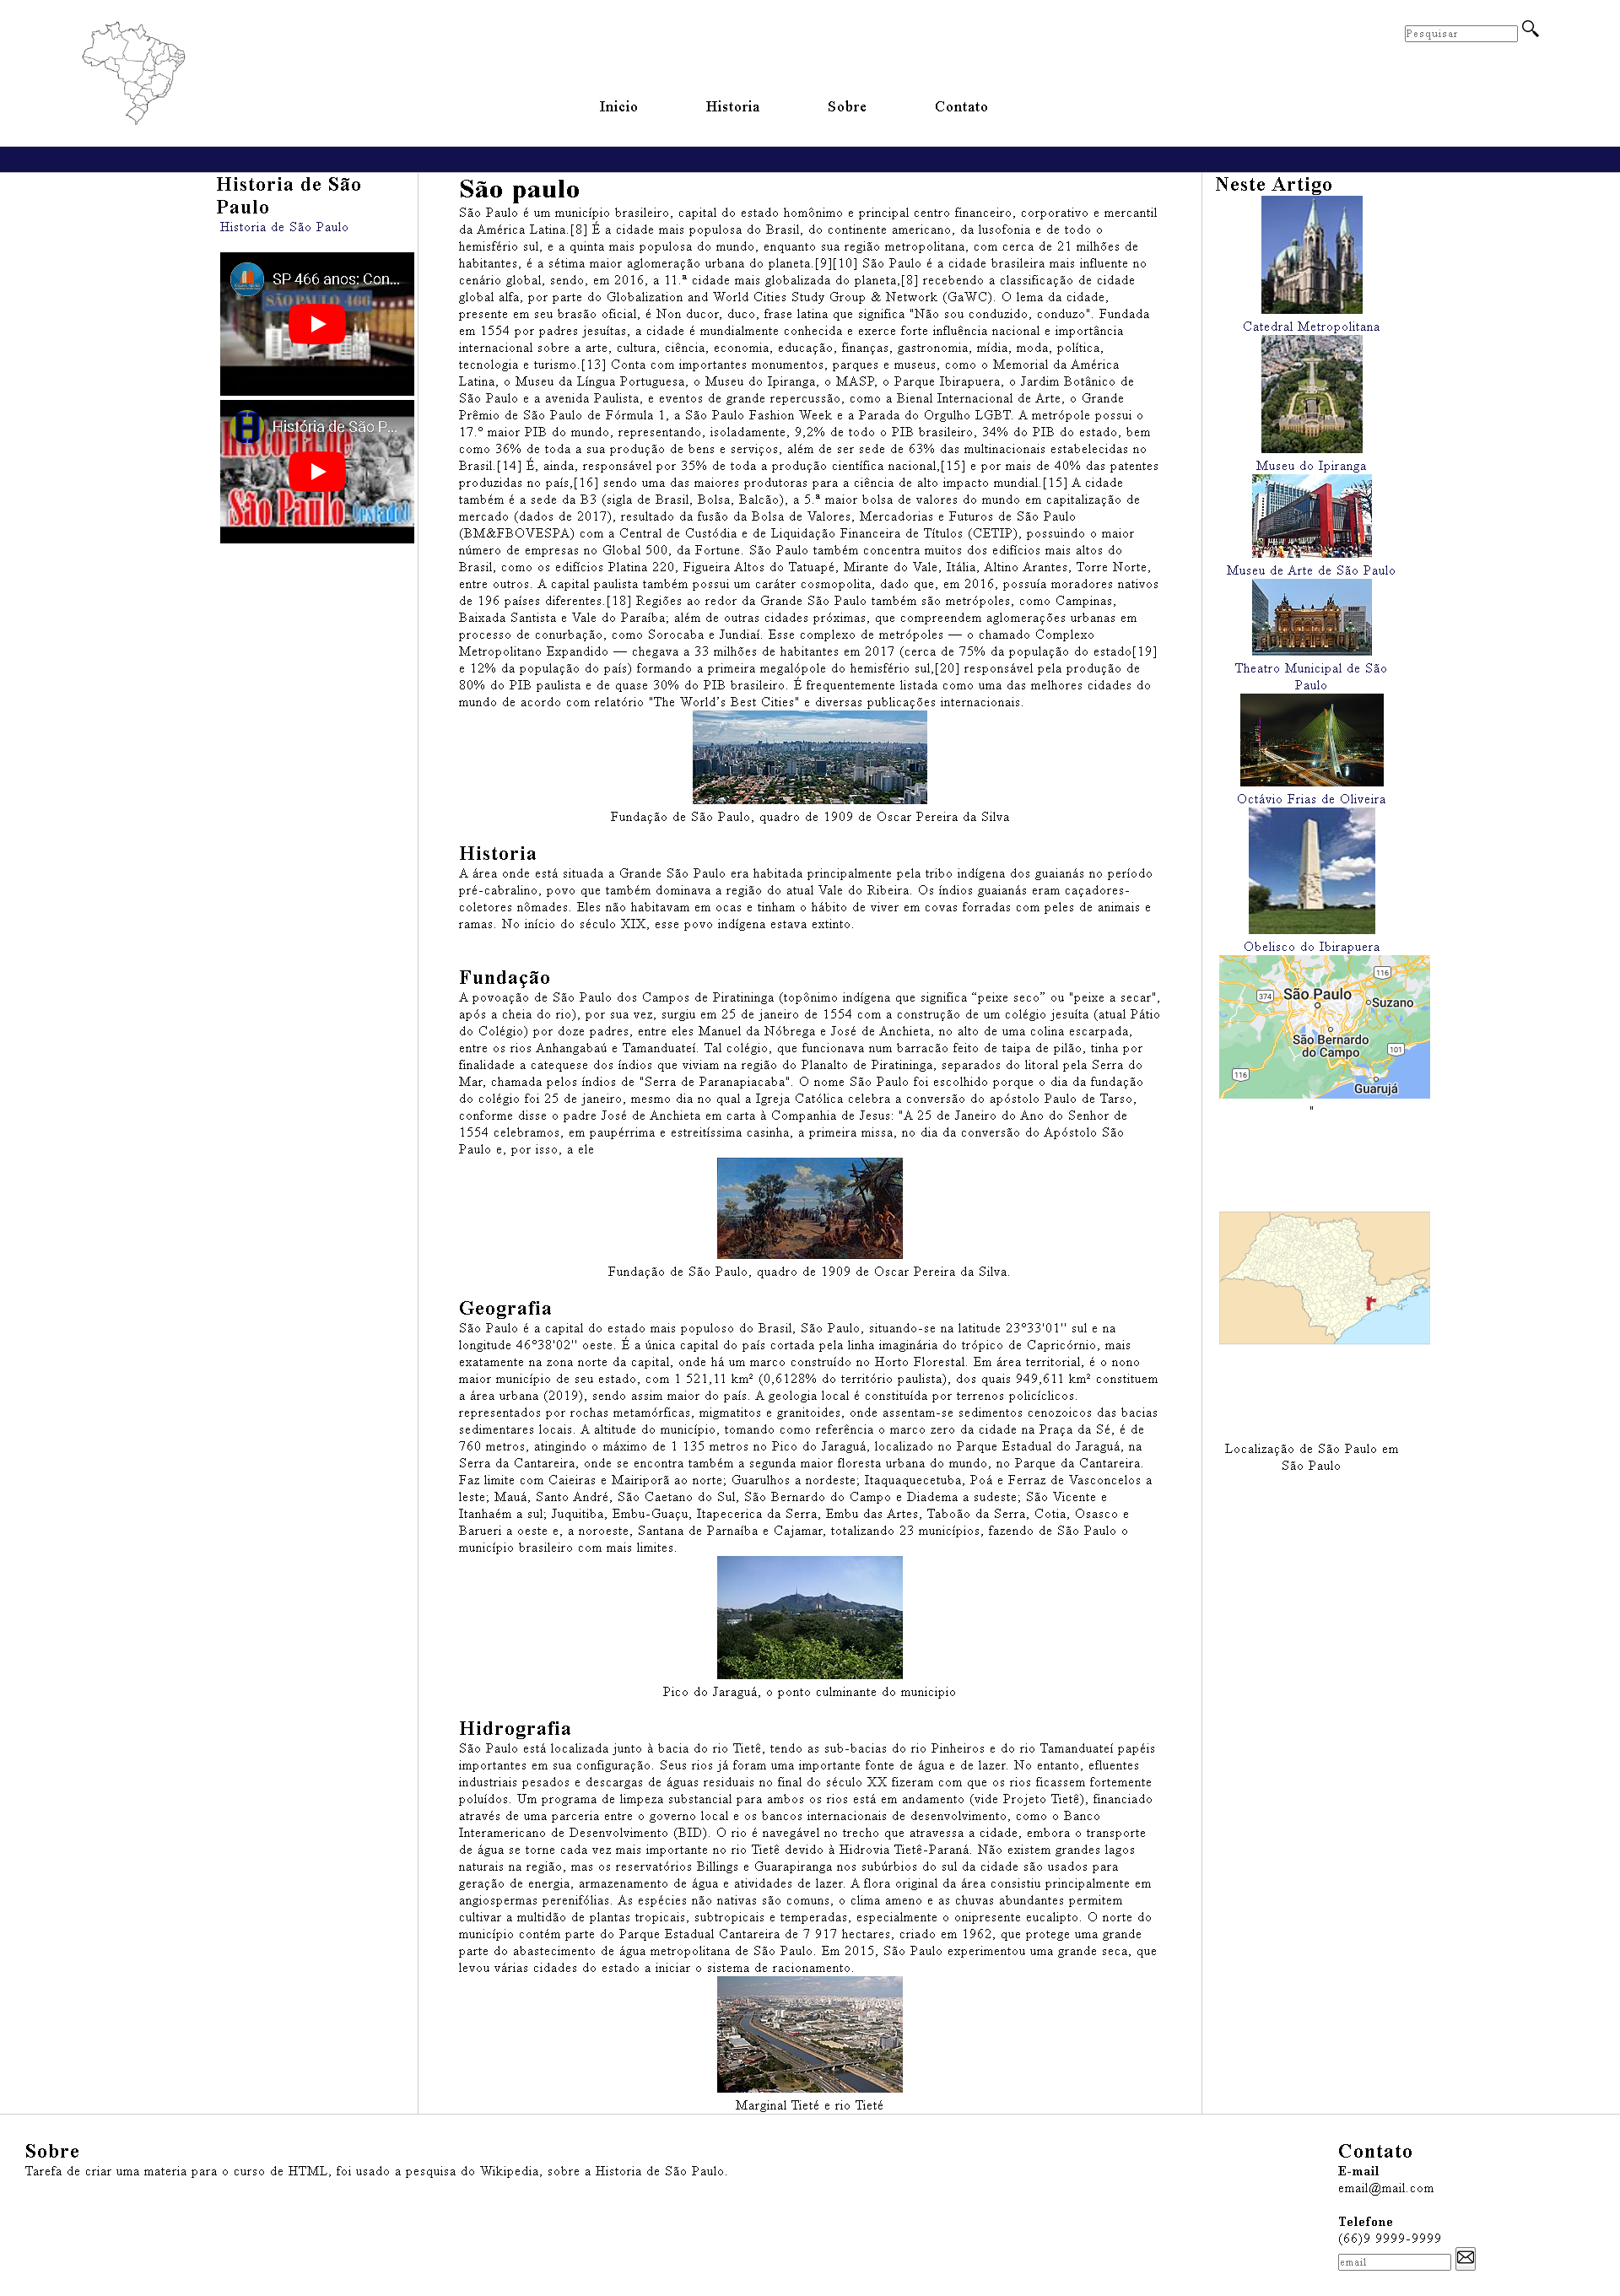 Pesquisar
Inicio Historia Sobre Contato
Historia de São
Paulo
Historia de São Paulo
SP 466 anos: Con...
SÃO PAULO 466
História de São P...
Historia de
São Paulo
São paulo
São Paulo é um município brasileiro, capital do estado homônimo e principal centro financeiro, corporativo e mercantil
da América Latina.[8] É a cidade mais populosa do Brasil, do continente americano, da lusofonia e de todo o
hemisfério sul, e a quinta mais populosa do mundo, enquanto sua região metropolitana, com cerca de 21 milhões de
habitantes, é a sétima maior aglomeração urbana do planeta.[9][10] São Paulo é a cidade brasileira mais influente no
cenário global, sendo, em 2016, a 11.ª cidade mais globalizada do planeta,[8] recebendo a classificação de cidade
global alfa, por parte do Globalization and World Cities Study Group & Network (GaWC). O lema da cidade,
presente em seu brasão oficial, é Non ducor, duco, frase latina que significa "Não sou conduzido, conduzo". Fundada
em 1554 por padres jesuítas, a cidade é mundialmente conhecida e exerce forte influência nacional e importância
internacional sobre a arte, cultura, ciência, economia, educação, finanças, gastronomia, mídia, moda, política,
tecnologia e turismo.[13] Conta com importantes monumentos, parques e museus, como o Memorial da América
Latina, o Museu da Língua Portuguesa, o Museu do Ipiranga, o MASP, o Parque Ibirapuera, o Jardim Botânico de
São Paulo e a avenida Paulista, e eventos de grande repercussão, como a Bienal Internacional de Arte, o Grande
Prêmio de São Paulo de Fórmula 1, a São Paulo Fashion Week e a Parada do Orgulho LGBT. A metrópole possui o
17.º maior PIB do mundo, representando, isoladamente, 9,2% de todo o PIB brasileiro, 34% do PIB do estado, bem
como 36% de toda a sua produção de bens e serviços, além de ser sede de 63% das multinacionais estabelecidas no
Brasil.[14] É, ainda, responsável por 35% de toda a produção científica nacional,[15] e por mais de 40% das patentes
produzidas no país,[16] sendo uma das maiores produtoras para a ciência de alto impacto mundial.[15] A cidade
também é a sede da B3 (sigla de Brasil, Bolsa, Balcão), a 5.ª maior bolsa de valores do mundo em capitalização de
mercado (dados de 2017), resultado da fusão da Bolsa de Valores, Mercadorias e Futuros de São Paulo
(BM&FBOVESPA) com a Central de Custódia e de Liquidação Financeira de Títulos (CETIP), possuindo o maior
número de empresas no Global 500, da Fortune. São Paulo também concentra muitos dos edifícios mais altos do
Brasil, como os edifícios Platina 220, Figueira Altos do Tatuapé, Mirante do Vale, Itália, Altino Arantes, Torre Norte,
entre outros. A capital paulista também possui um caráter cosmopolita, dado que, em 2016, possuía moradores nativos
de 196 países diferentes.[18] Regiões ao redor da Grande São Paulo também são metrópoles, como Campinas,
Baixada Santista e Vale do Paraíba; além de outras cidades próximas, que compreendem aglomerações urbanas em
processo de conurbação, como Sorocaba e Jundiaí. Esse complexo de metrópoles — o chamado Complexo
Metropolitano Expandido — chegava a 33 milhões de habitantes em 2017 (cerca de 75% da população do estado[19]
e 12% da população do país) formando a primeira megalópole do hemisfério sul,[20] responsável pela produção de
80% do PIB paulista e de quase 30% do PIB brasileiro. É frequentemente listada como uma das melhores cidades do
mundo de acordo com relatório "The World's Best Cities" e diversas publicações internacionais.
Fundação de São Paulo, quadro de 1909 de Oscar Pereira da Silva
Historia
A área onde está situada a Grande São Paulo era habitada principalmente pela tribo indígena dos guaianás no período
pré-cabralino, povo que também dominava a região do atual Vale do Ribeira. Os índios guaianás eram caçadores-
coletores nômades. Eles não habitavam em ocas e tinham o hábito de viver em covas forradas com peles de animais e
ramas. No início do século XIX, esse povo indígena estava extinto.
Fundação
A povoação de São Paulo dos Campos de Piratininga (topônimo indígena que significa “peixe seco” ou "peixe a secar",
após a cheia do rio), por sua vez, surgiu em 25 de janeiro de 1554 com a construção de um colégio jesuíta (atual Pátio
do Colégio) por doze padres, entre eles Manuel da Nóbrega e José de Anchieta, no alto de uma colina escarpada,
entre os rios Anhangabaú e Tamanduateí. Tal colégio, que funcionava num barracão feito de taipa de pilão, tinha por
finalidade a catequese dos índios que viviam na região do Planalto de Piratininga, separados do litoral pela Serra do
Mar, chamada pelos índios de "Serra de Paranapiacaba". O nome São Paulo foi escolhido porque o dia da fundação
do colégio foi 25 de janeiro, mesmo dia no qual a Igreja Católica celebra a conversão do apóstolo Paulo de Tarso,
conforme disse o padre José de Anchieta em carta à Companhia de Jesus: "A 25 de Janeiro do Ano do Senhor de
1554 celebramos, em paupérrima e estreitíssima casinha, a primeira missa, no dia da conversão do Apóstolo São
Paulo e, por isso, a ele
Fundação de São Paulo, quadro de 1909 de Oscar Pereira da Silva.
Geografia
São Paulo é a capital do estado mais populoso do Brasil, São Paulo, situando-se na latitude 23°33'01'' sul e na
longitude 46°38'02'' oeste. É a única capital do país cortada pela linha imaginária do trópico de Capricórnio, mais
exatamente na zona norte da capital, onde há um marco construído no Horto Florestal. Em área territorial, é o nono
maior município de seu estado, com 1 521,11 km² (0,6128% do território paulista), dos quais 949,611 km² constituem
a área urbana (2019), sendo assim maior do país. A geologia local é constituída por terrenos policíclicos.
representados por rochas metamórficas, migmatitos e granitoides, onde assentam-se sedimentos cenozoicos das bacias
sedimentares locais. A altitude do município, tomando como referência o marco zero da cidade na Praça da Sé, é de
760 metros, atingindo o máximo de 1 135 metros no Pico do Jaraguá, localizado no Parque Estadual do Jaraguá, na
Serra da Cantareira, onde se encontra também a segunda maior floresta urbana do mundo, no Parque da Cantareira.
Faz limite com Caieiras e Mairiporã ao norte; Guarulhos a nordeste; Itaquaquecetuba, Poá e Ferraz de Vasconcelos a
leste; Mauá, Santo André, São Caetano do Sul, São Bernardo do Campo e Diadema a sudeste; São Vicente e
Itanhaém a sul; Juquitiba, Embu-Guaçu, Itapecerica da Serra, Embu das Artes, Taboão da Serra, Cotia, Osasco e
Barueri a oeste e, a noroeste, Santana de Parnaíba e Cajamar, totalizando 23 municípios, fazendo de São Paulo o
município brasileiro com mais limites.
Pico do Jaraguá, o ponto culminante do municipio
Hidrografia
São Paulo está localizada junto à bacia do rio Tietê, tendo as sub-bacias do rio Pinheiros e do rio Tamanduateí papéis
importantes em sua configuração. Seus rios já foram uma importante fonte de água e de lazer. No entanto, efluentes
industriais pesados e descargas de águas residuais no final do século XX fizeram com que os rios ficassem fortemente
poluídos. Um programa de limpeza substancial para ambos os rios está em andamento (vide Projeto Tietê), financiado
através de uma parceria entre o governo local e os bancos internacionais de desenvolvimento, como o Banco
Interamericano de Desenvolvimento (BID). O rio é navegável no trecho que atravessa a cidade, embora o transporte
de água se torne cada vez mais importante no rio Tietê devido à Hidrovia Tietê-Paraná. Não existem grandes lagos
naturais na região, mas os reservatórios Billings e Guarapiranga nos subúrbios do sul da cidade são usados para
geração de energia, armazenamento de água e atividades de lazer. A flora original da área consistiu principalmente em
angiospermas perenifólias. As espécies não nativas são comuns, o clima ameno e as chuvas abundantes permitem
cultivar a multidão de plantas tropicais, subtropicais e temperadas, especialmente o onipresente eucalipto. O norte do
município contém parte do Parque Estadual Cantareira de 7 917 hectares, criado em 1962, que protege uma grande
parte do abastecimento de água metropolitana de São Paulo. Em 2015, São Paulo experimentou uma grande seca, que
levou várias cidades do estado a iniciar o sistema de racionamento.
Marginal Tieté e rio Tieté
Neste Artigo
Catedral Metropolitana
Museu do Ipiranga
Museu de Arte de São Paulo
Theatro Municipal de São
Paulo
Octávio Frias de Oliveira
Obelisco do Ibirapuera
116
374 São Paulo
Suzano
São Bernardo
do Campo
101
116
Guarujá
"
Localização de São Paulo em
São Paulo
Sobre
Tarefa de criar uma materia para o curso de HTML, foi usado a pesquisa do Wikipedia, sobre a Historia de São Paulo.
Contato
E-mail
email@mail.com
Telefone
(66)9 9999-9999
email